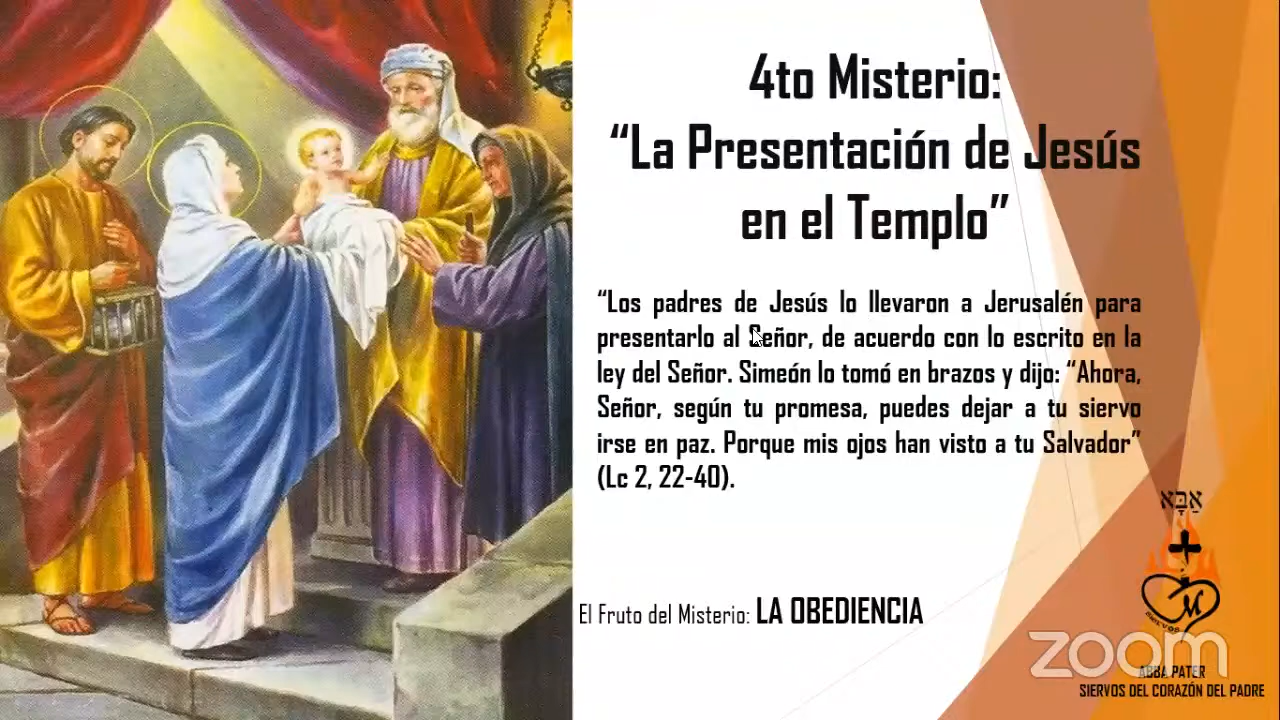 4to Misterio:
“La Presentación de Jesús
en el Templo”
“Los padres de Jesús lo llevaron a Jerusalén para
presentarlo al Señor, de acuerdo con lo escrito en la
ley del Señor. Simeón lo tomó en brazos y dijo: “Ahora,
Señor, según tu promesa, puedes dejar a tu siervo
irse en paz. Porque mis ojos han visto a tu Salvador”
(Lc 2, 22-40).
El Fruto del Misterio: LA OBEDIENCIA
אַבָּא
M
SIERVOS
zoom
ABBA PATER
SIERVOS DEL CORAZÓN DEL PADRE